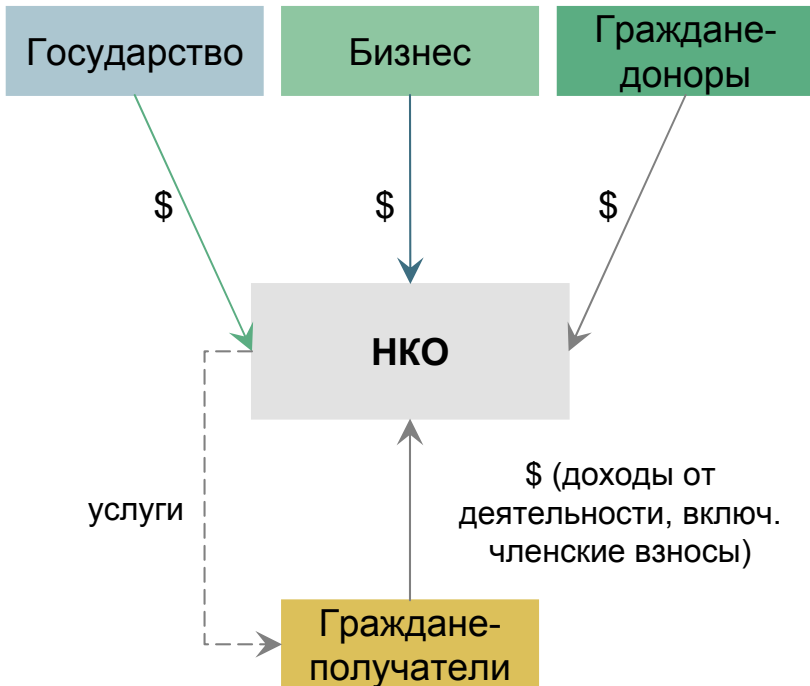 Государство
Бизнес
Граждане-
доноры
$
$
$
НКО
услуги
$ (доходы от
деятельности, включ.
членские взносы)
Граждане-
получатели